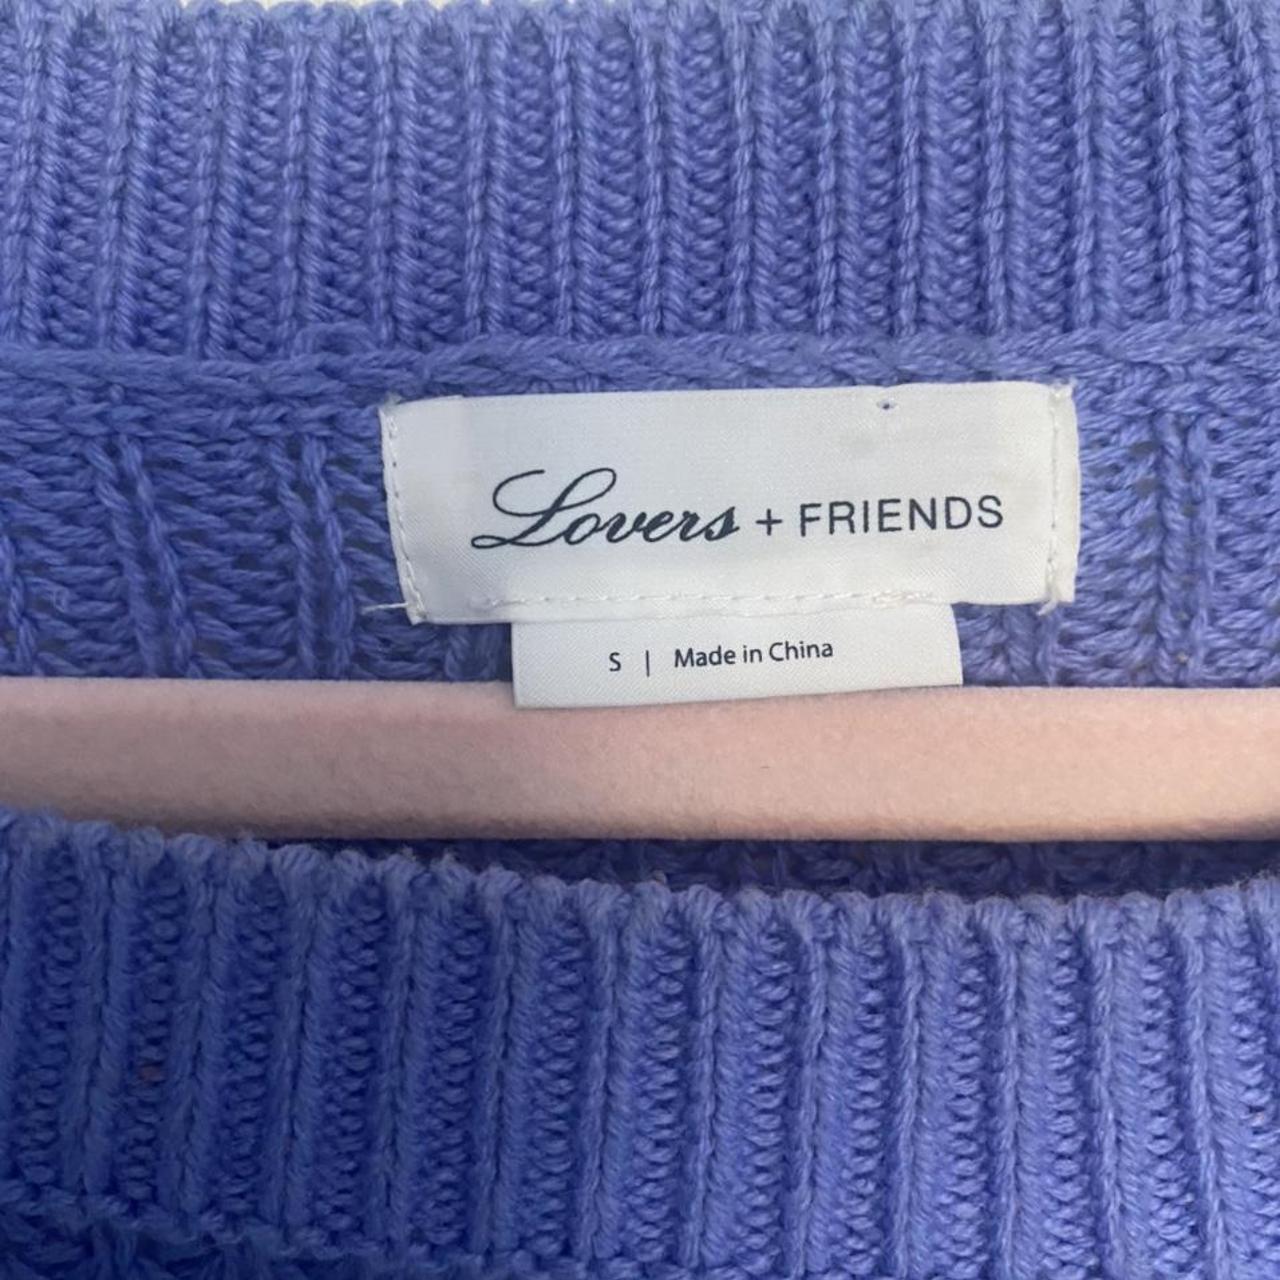 Lovers + FRIENDS
S | Made in China